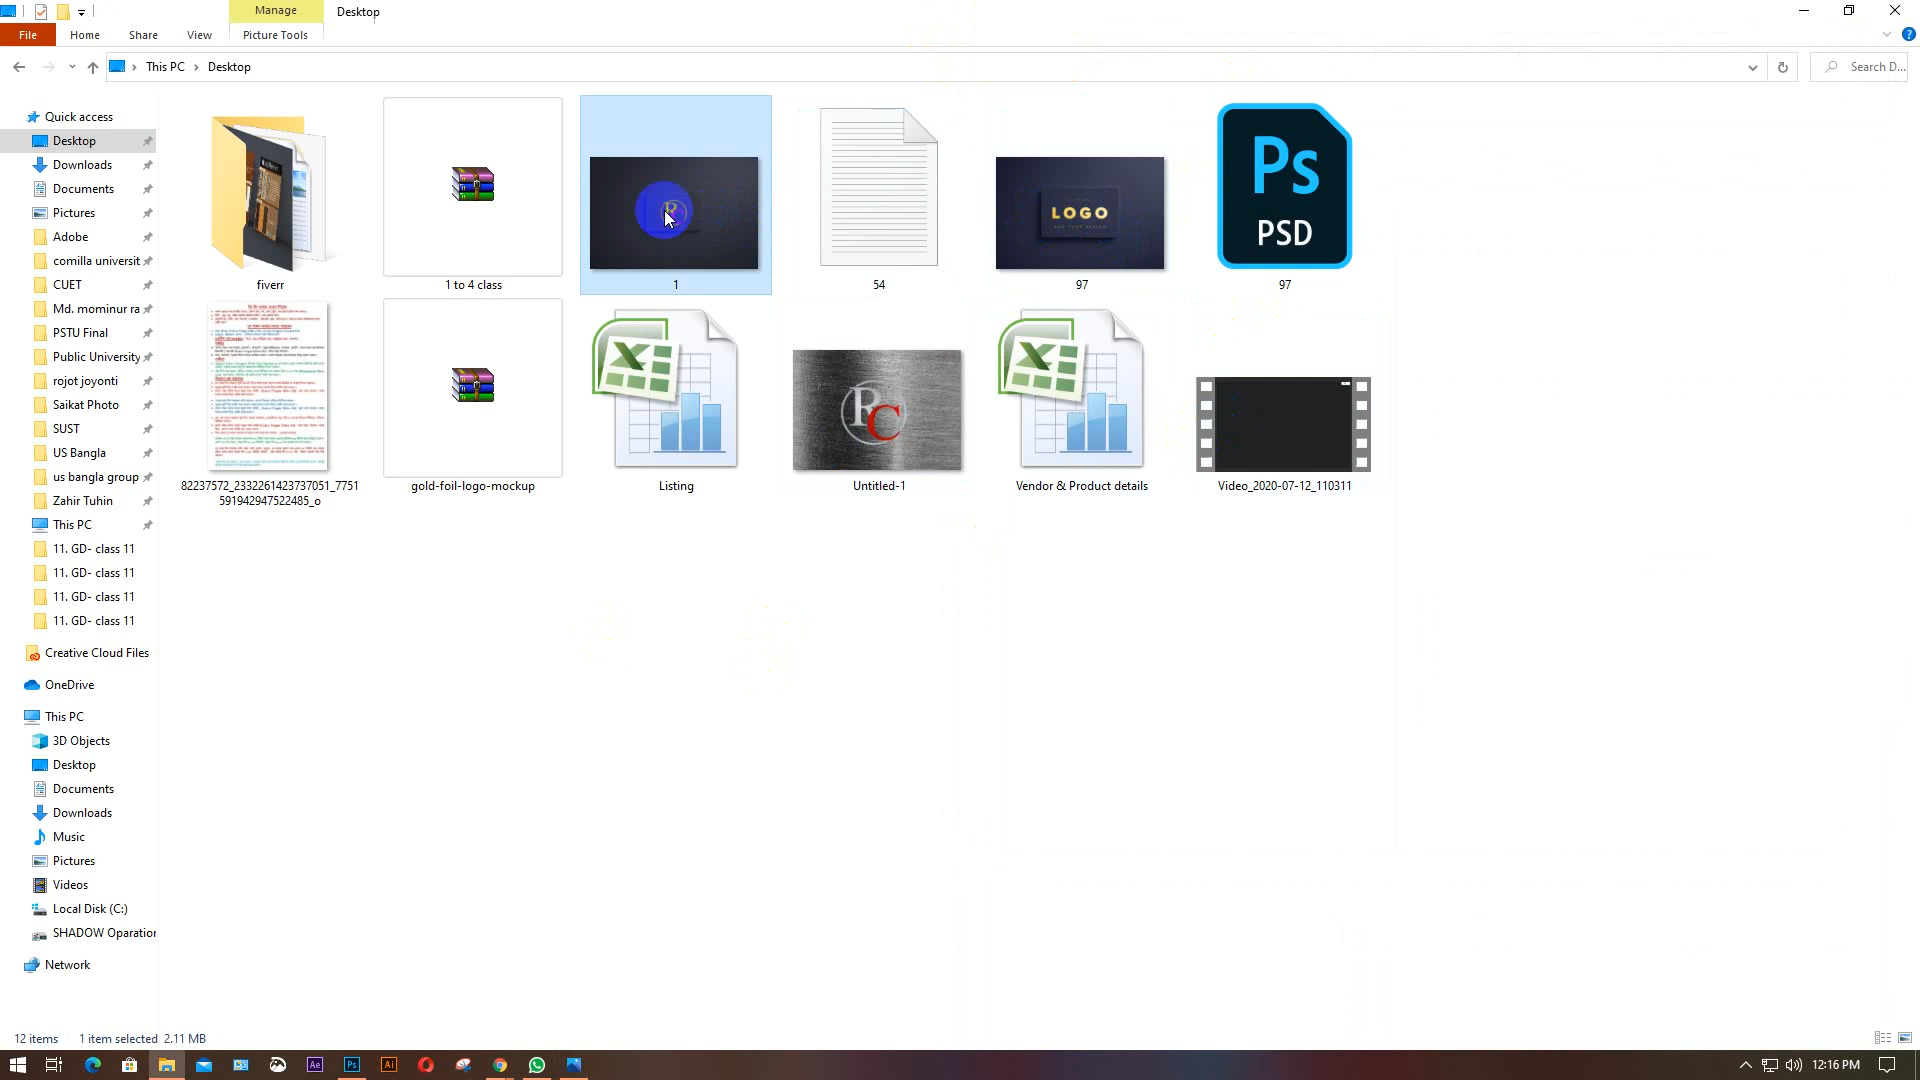 Manage
Desktop
File
Home
Share
View
Picture Tools
This PC
Desktop
Search D...
Quick access
Desktop
Downloads
Documents
Pictures
Adobe
comilla universit
CUET
Md. mominur ra
PSTU Final
Public University
rojot joyonti
Saikat Photo
SUST
US Bangla
us bangla group
Zahir Tuhin
This PC
11. GD- class 11
11. GD- class 11
11. GD- class 11
11. GD- class 11
Creative Cloud Files
OneDrive
This PC
3D Objects
Desktop
Documents
Downloads
Music
Pictures
Videos
Local Disk (C:)
SHADOW Oparation
Network
LOGO
Ps
PSD
fiverr
1 to 4 class
1
54
97
97
RC
82237572_2332261423737051_7751
591942947522485_o
gold-foil-logo-mockup
Listing
Untitled-1
Vendor & Product details
Video_2020-07-12_110311
12 items
1 item selected 2.11 MB
Ae
Ps
Ai
12:16 PM